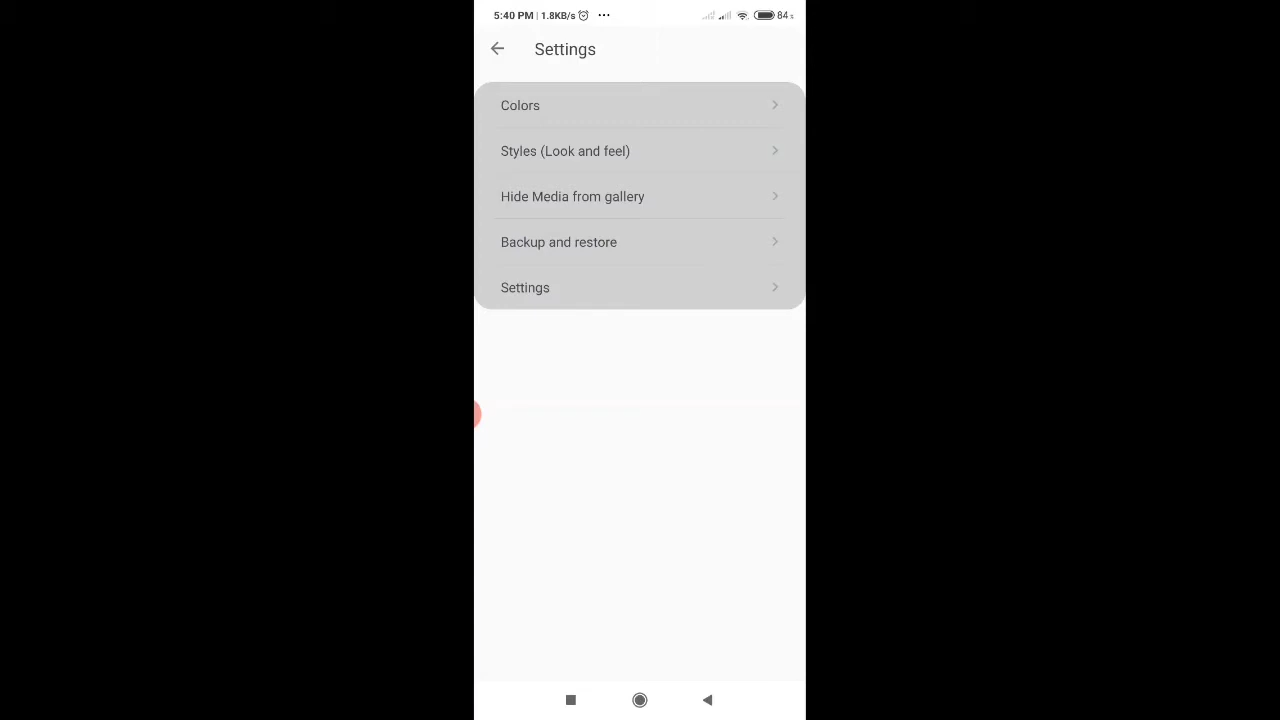 5:40 PM | 1.8KB/s ... 84%
Settings
Colors
Styles (Look and feel)
Hide Media from gallery
Backup and restore
Settings